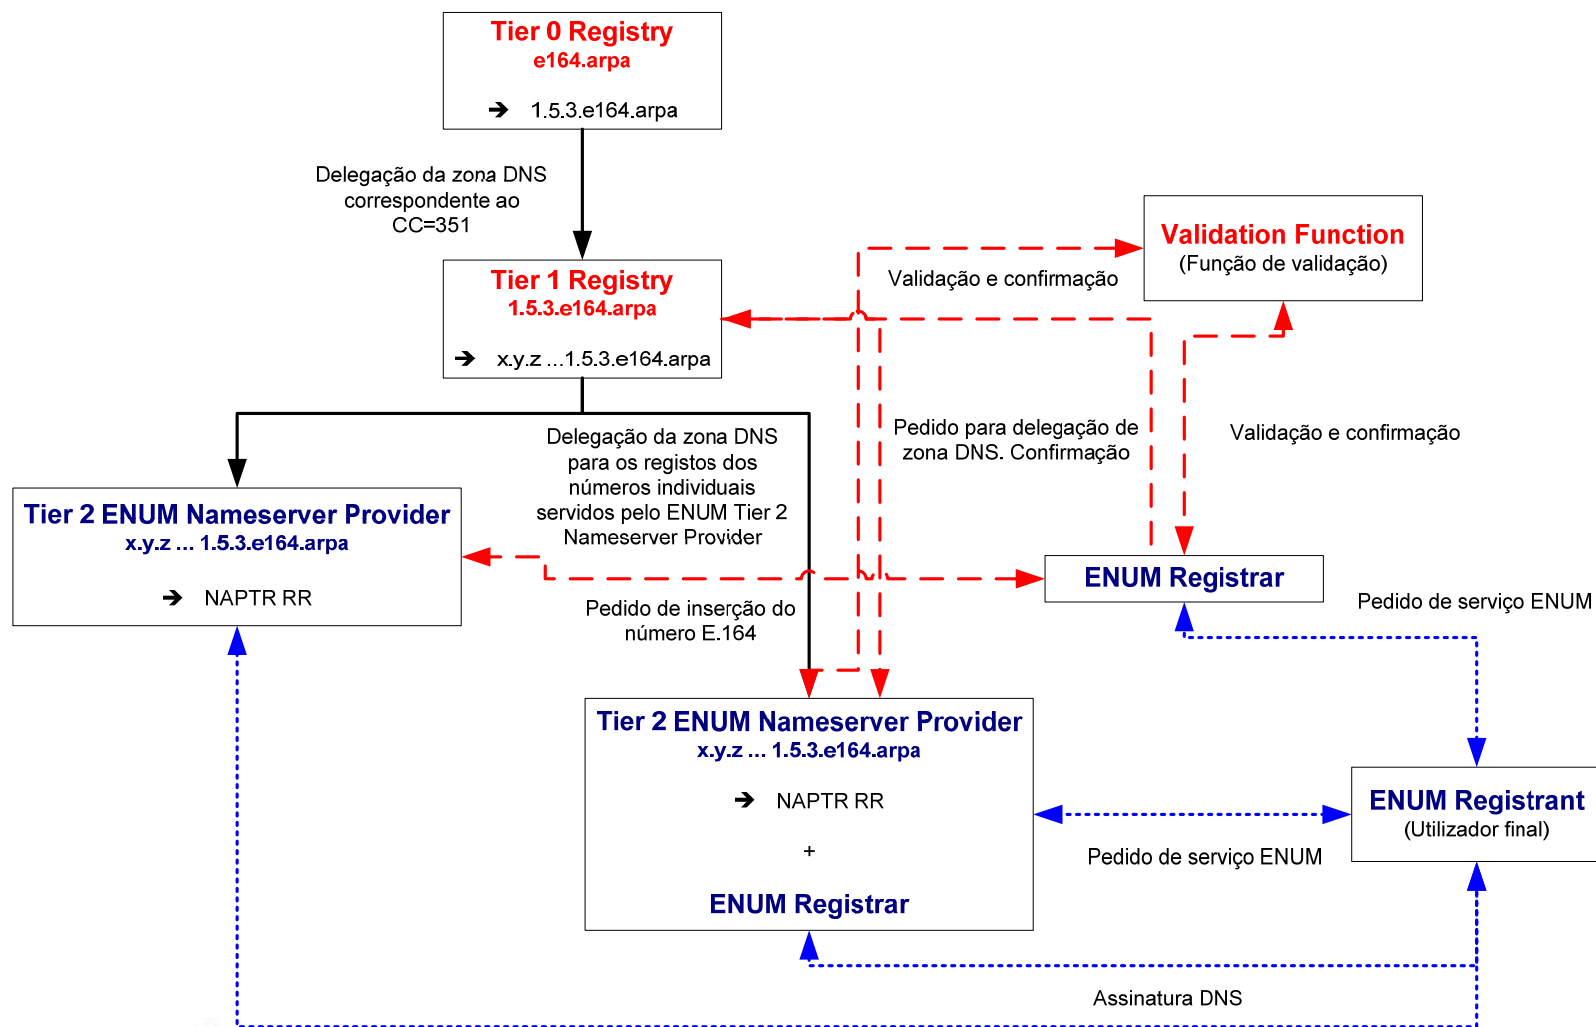 Tier 0 Registry
e164.arpa
➔ 1.5.3.e164.arpa
Delegação da zona DNS
correspondente ao
CC=351
Validation Function
(Função de validação)
Validação e confirmação
Tier 1 Registry
1.5.3.e164.arpa
➔ x.y.z ...1.5.3.e164.arpa
Delegação da zona DNS
para os registos dos
números individuais
servidos pelo ENUM Tier 2
Nameserver Provider
Pedido para delegação de
zona DNS. Confirmação
Validação e confirmação
Tier 2 ENUM Nameserver Provider
x.y.z ... 1.5.3.e164.arpa
➔ NAPTR RR
ENUM Registrar
Pedido de serviço ENUM
Pedido de inserção do
número E.164
Tier 2 ENUM Nameserver Provider
x.y.z ... 1.5.3.e164.arpa
➔ NAPTR RR
+
ENUM Registrar
ENUM Registrant
(Utilizador final)
Pedido de serviço ENUM
Assinatura DNS